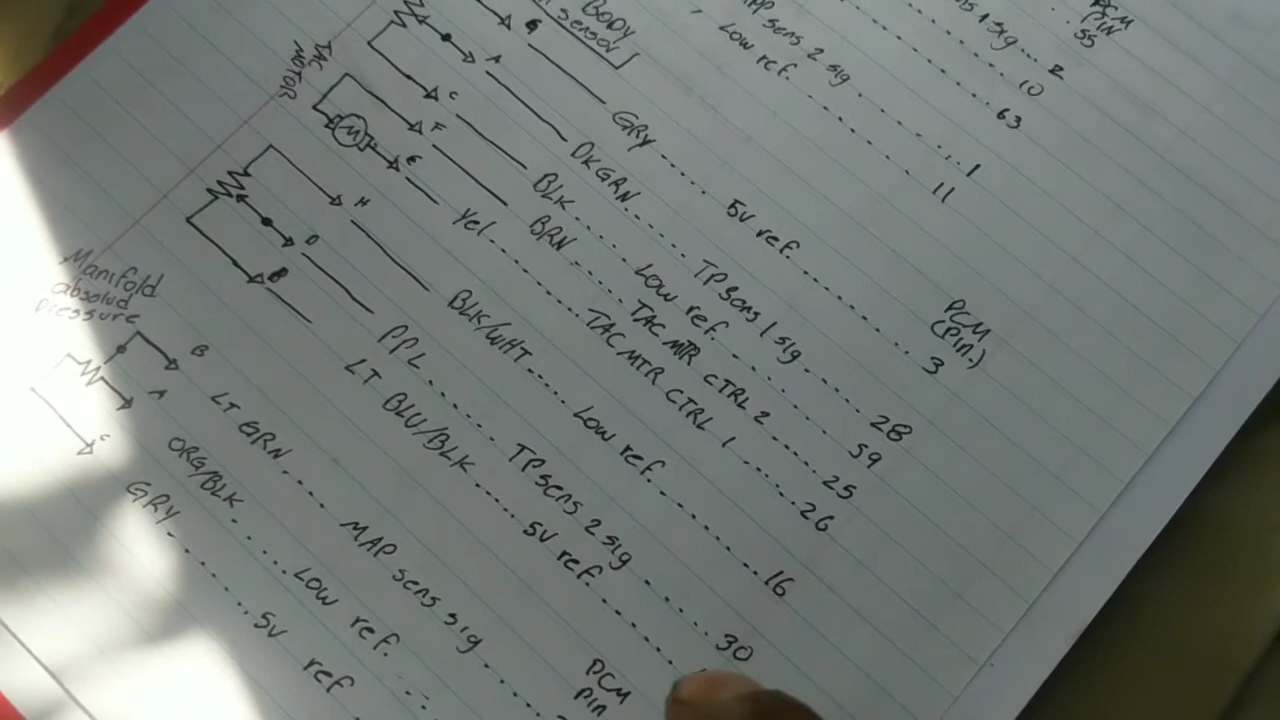 PCM
PIN
55
sig ... 2
10
63
APP sens 2 sig ... 1
Low ref. ... 11
BODY
sensor
PCM
(Pin.)
G GRY ... 5V ref. ... 3
A DK GRN ... TP Sens 1 sig ... 28
C BLK ... Low ref. ... 59
TAC MOTOR
M
F BRN ... TAC MTR CTRL 2 ... 25
E Yel ... TAC MTR CTRL 1 ... 26
H BLK/WHT ... Low ref. ... 16
D PPL ... TP sens 2 sig ... 30
LT BLU/BLK ... 5V ref.
Manifold
absolud
pressure
PCM
PIN
B LT GRN ... MAP sens sig
A ORG/BLK ... Low ref.
C GRY ... 5V ref